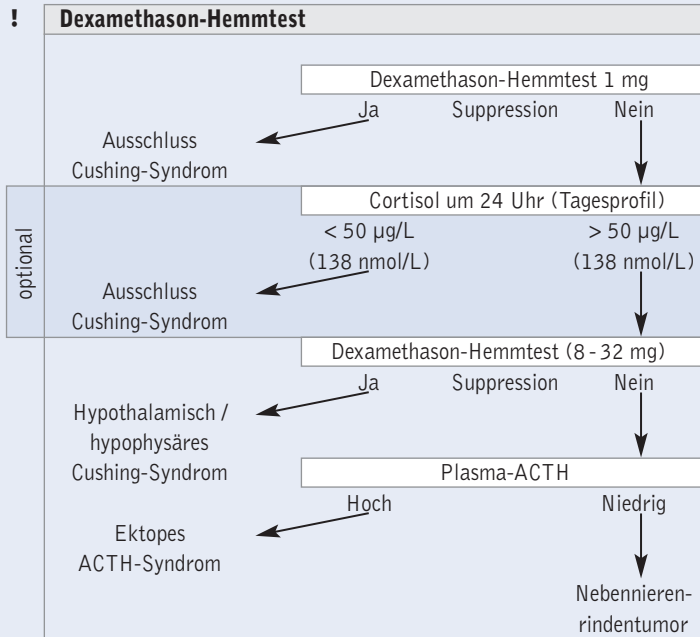 ! Dexamethason-Hemmtest
Dexamethason-Hemmtest 1 mg
Ja Suppression Nein
Ausschluss
Cushing-Syndrom
optional
Cortisol um 24 Uhr (Tagesprofil)
< 50 µg/L > 50 µg/L
(138 nmol/L) (138 nmol/L)
Ausschluss
Cushing-Syndrom
Dexamethason-Hemmtest (8 - 32 mg)
Ja Suppression Nein
Hypothalamisch /
hypophysäres
Cushing-Syndrom
Plasma-ACTH
Hoch Niedrig
Ektopes
ACTH-Syndrom
Nebennieren-
rindentumor